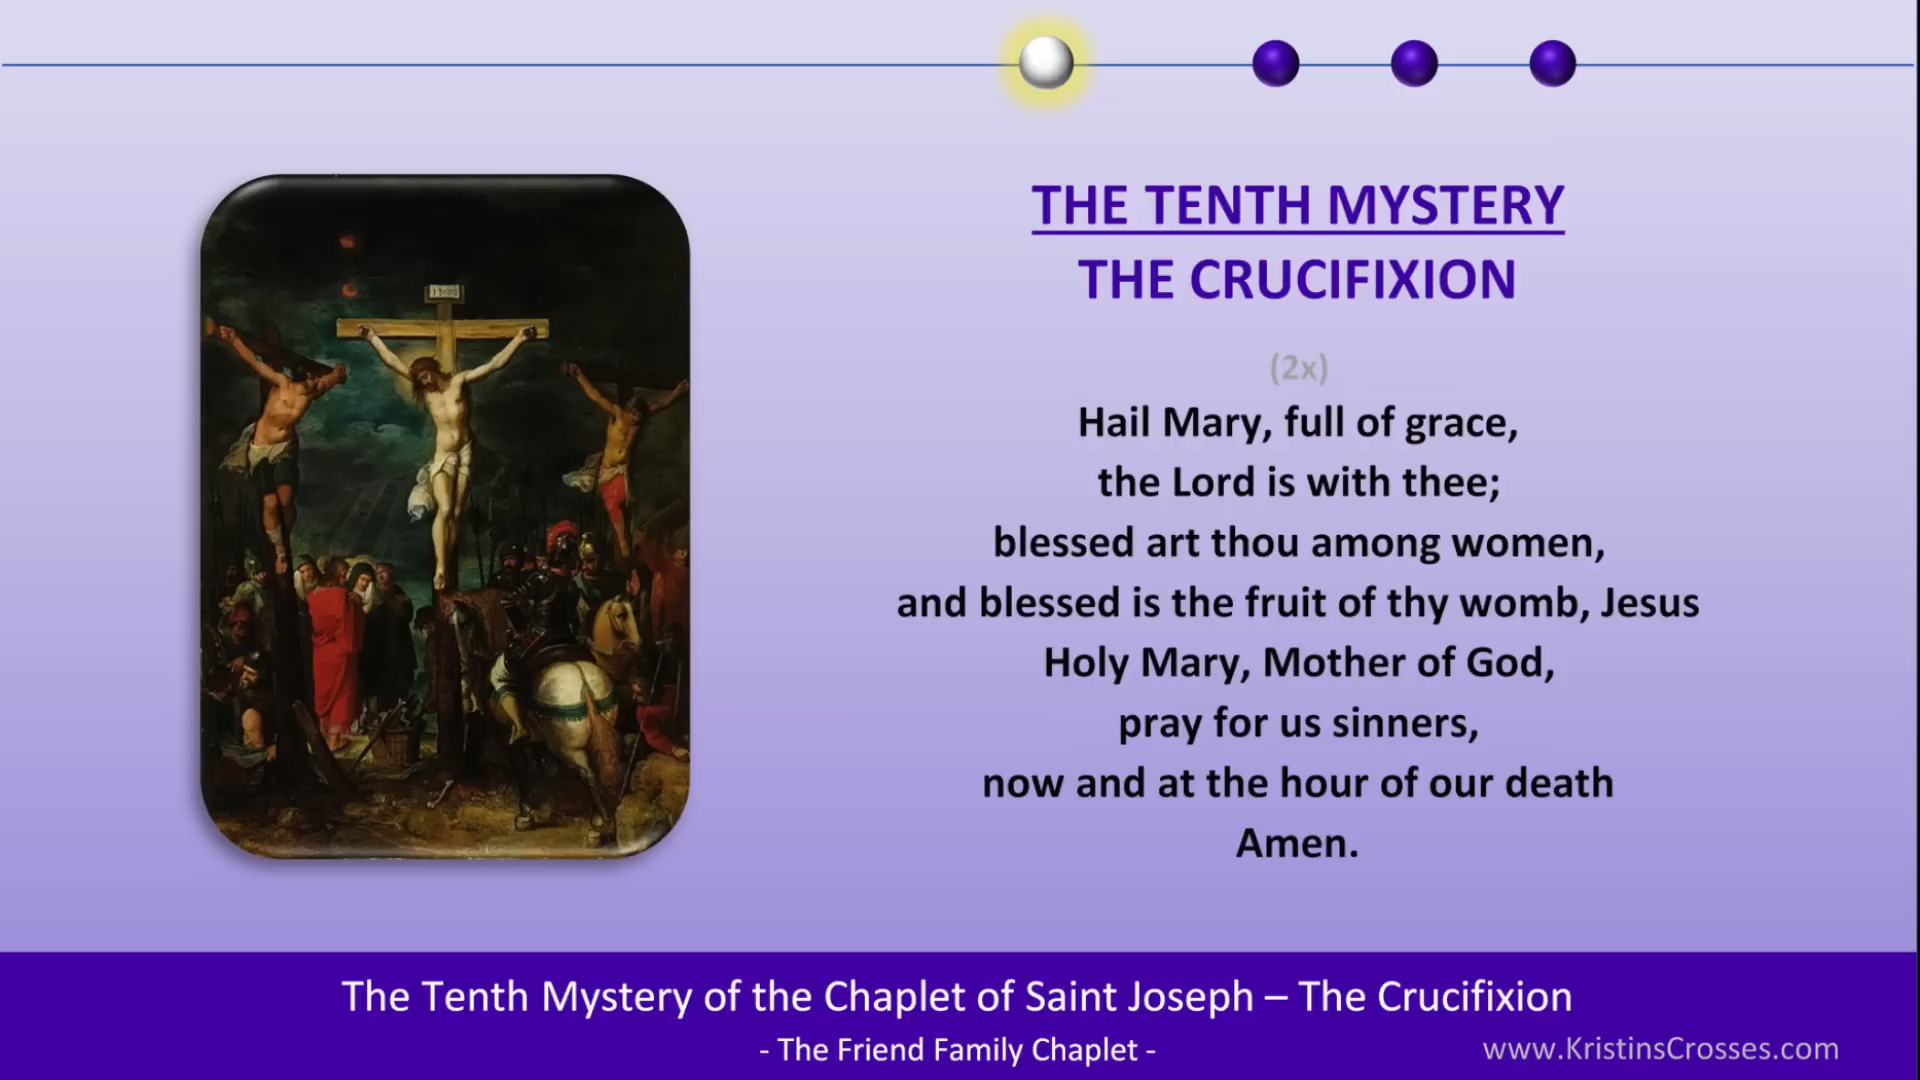 THE TENTH MYSTERY
THE CRUCIFIXION
(2x)
Hail Mary, full of grace,
the Lord is with thee;
blessed art thou among women,
and blessed is the fruit of thy womb, Jesus
Holy Mary, Mother of God,
pray for us sinners,
now and at the hour of our death
Amen.
The Tenth Mystery of the Chaplet of Saint Joseph – The Crucifixion
- The Friend Family Chaplet -
www.KristinsCrosses.com